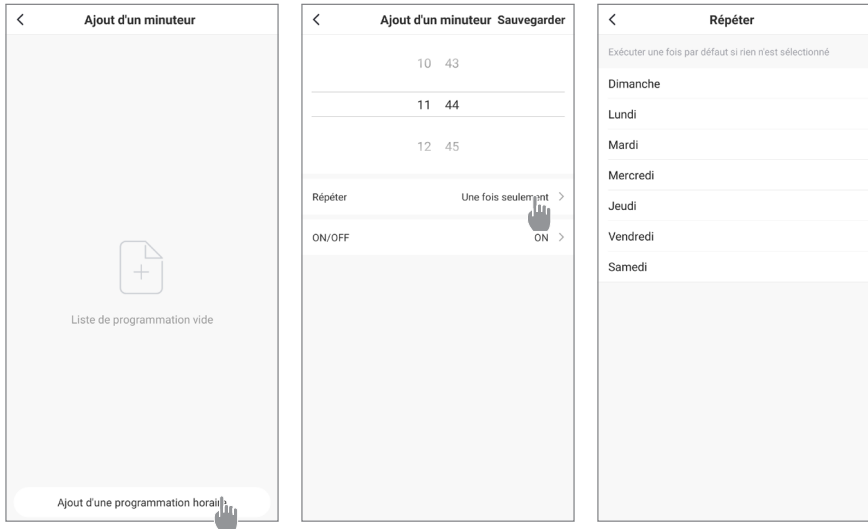 Ajout d'un minuteur
Liste de programmation vide
Ajout d'une programmation horaire
Ajout d'un minuteur Sauvegarder
10 43
11 44
12 45
Répéter Une fois seulement
ON/OFF ON
Répéter
Exécuter une fois par défaut si rien n'est sélectionné
Dimanche
Lundi
Mardi
Mercredi
Jeudi
Vendredi
Samedi